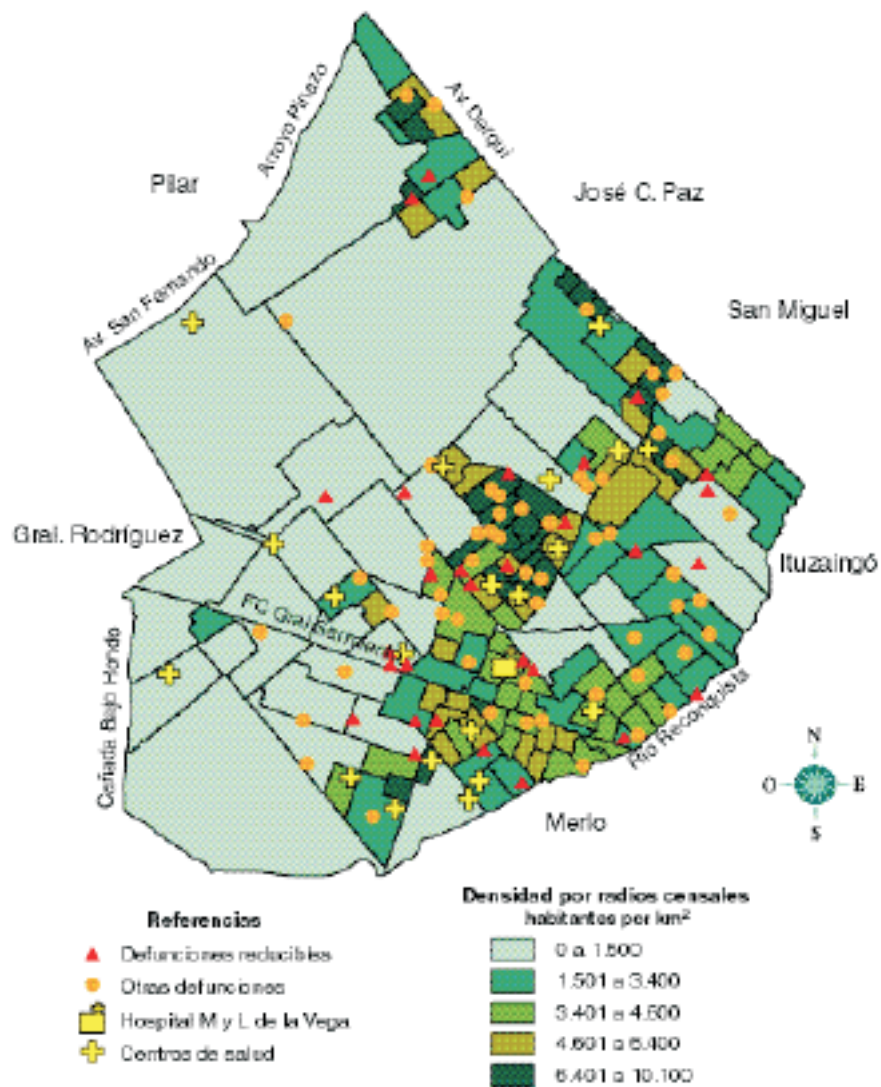 Arroyo Pinazo
Av. Derqui
Pilar
José C. Paz
Av. San Fernando
San Miguel
Gral. Rodríguez
Ituzaingó
FC Gral Sarmiento
Cañada Bajo Hondo
Río Reconquista
Merlo
N
O
E
S
Referencias
Defunciones reducibles
Otras defunciones
Hospital M y L de la Vega
Centros de salud
Densidad por radios censales
habitantes por km²
0 a 1.500
1.501 a 3.400
3.401 a 4.600
4.601 a 6.400
6.401 a 10.100